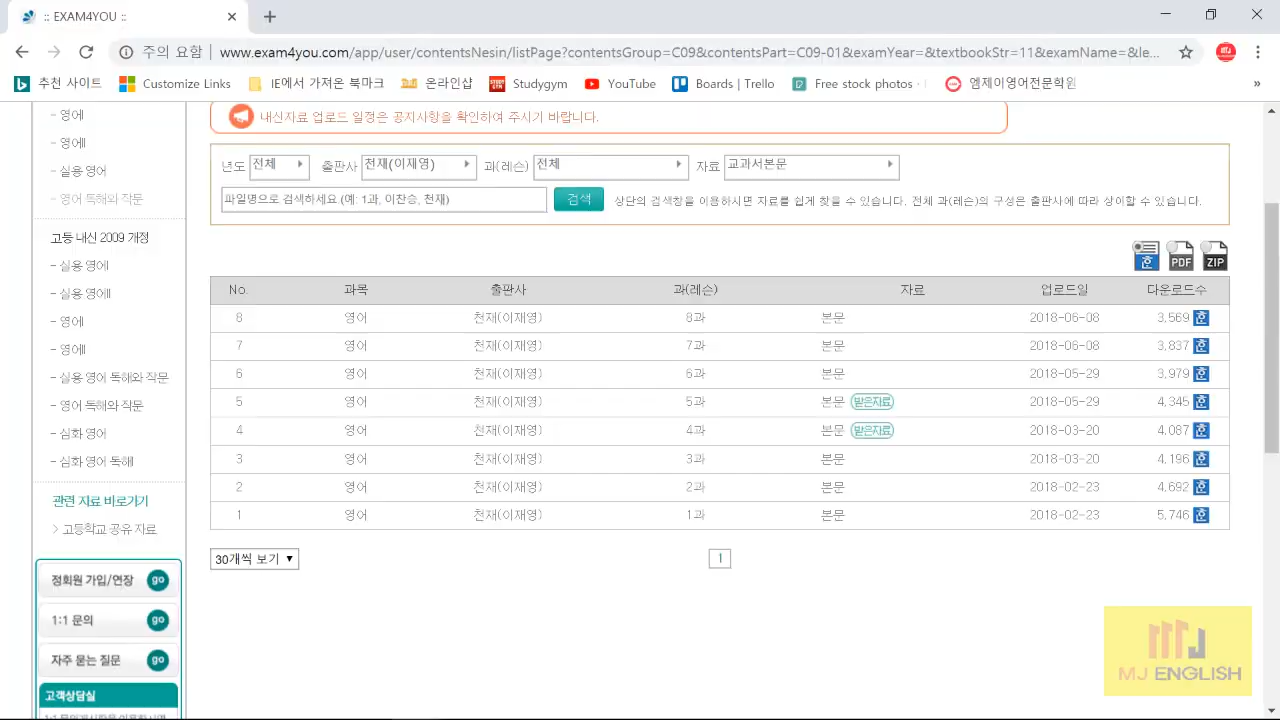 :: EXAM4YOU ::
주의 요함 | www.exam4you.com/app/user/contentsNesin/listPage?contentsGroup=C09&contentsPart=C09-01&examYear=&textbookStr=11&examName=&le...
추천 사이트 Customize Links IE에서 가져온 북마크 온라인삽 Studygym YouTube Boards | Trello Free stock photos · 엠제이영어전문학원 »
- 영어I
- 영어II
- 실용 영어
- 영어 독해와 작문
고등 내신 2009 개정
- 실용 영어I
- 실용 영어II
- 영어I
- 영어II
- 실용 영어 독해와 작문
- 영어 독해와 작문
- 심화 영어
- 심화 영어 독해I
관련 자료 바로가기
> 고등학교 공유 자료
정회원 가입/연장 go
1:1 문의 go
자주 묻는 질문 go
고객상담실
내신자료 업로드 일정은 공지사항을 확인하여 주시기 바랍니다.
년도 전체 출판사 천재(이재영) 과(레슨) 전체 자료 교과서본문
파일명으로 검색하세요.(예: 1과, 이찬승, 천재) 검색 상단의 검색창을 이용하시면 자료를 쉽게 찾을 수 있습니다. 전체 과(레슨)의 구성은 출판사에 따라 상이할 수 있습니다.
훈 PDF ZIP
No. 과목 출판사 과(레슨) 자료 업로드일 다운로드수
8 영어 천재(이재영) 8과 본문 2018-06-08 3,569 훈
7 영어 천재(이재영) 7과 본문 2018-06-08 3,837 훈
6 영어 천재(이재영) 6과 본문 2018-05-29 3,979 훈
5 영어 천재(이재영) 5과 본문 받은자료 2018-05-29 4,345 훈
4 영어 천재(이재영) 4과 본문 받은자료 2018-03-20 4,087 훈
3 영어 천재(이재영) 3과 본문 2018-03-20 4,196 훈
2 영어 천재(이재영) 2과 본문 2018-02-23 4,692 훈
1 영어 천재(이재영) 1과 본문 2018-02-23 5,746 훈
30개씩 보기 1
MJ ENGLISH